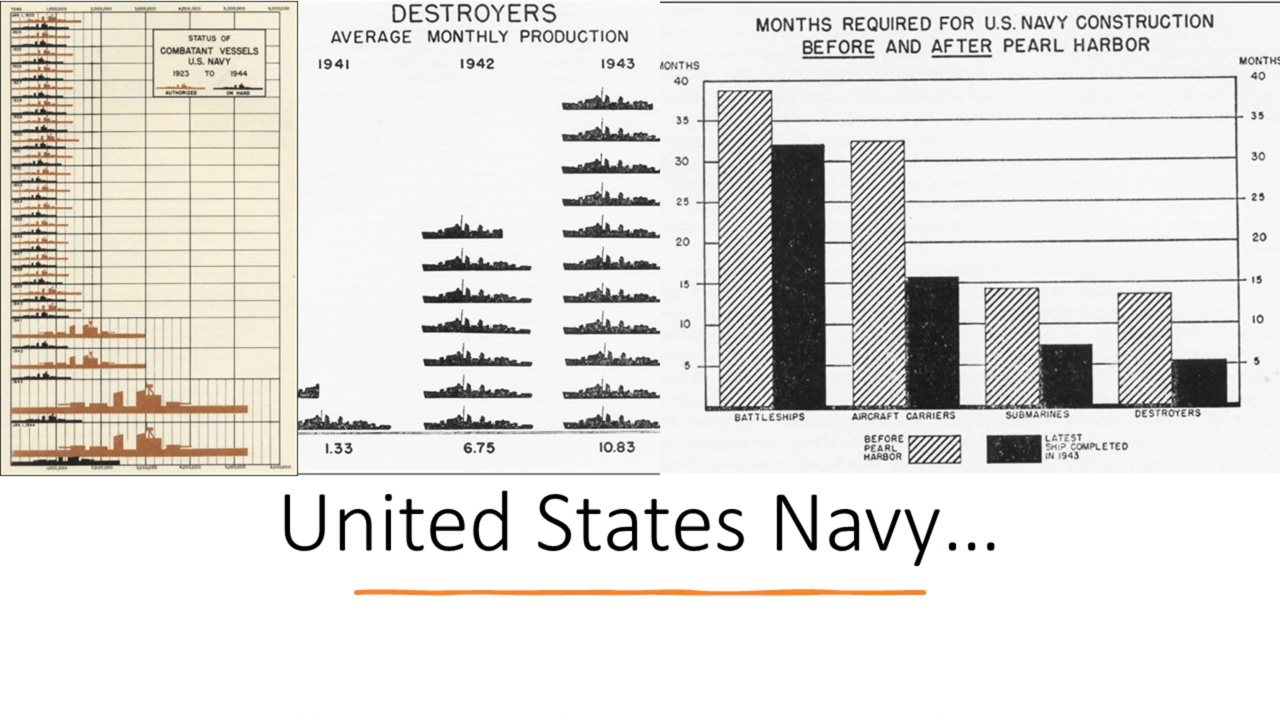 STATUS OF
COMBATANT VESSELS
U.S. NAVY
1923 TO 1944
AUTHORIZED ON HAND
DESTROYERS
AVERAGE MONTHLY PRODUCTION
1941 1942 1943
1.33 6.75 10.83
MONTHS REQUIRED FOR U.S. NAVY CONSTRUCTION
BEFORE AND AFTER PEARL HARBOR
MONTHS MONTHS
40 40
35 35
30 30
25 25
20 20
15 15
10 10
5 5
BATTLESHIPS AIRCRAFT CARRIERS SUBMARINES DESTROYERS
BEFORE
PEARL
HARBOR
LATEST
SHIP COMPLETED
IN 1943
United States Navy...